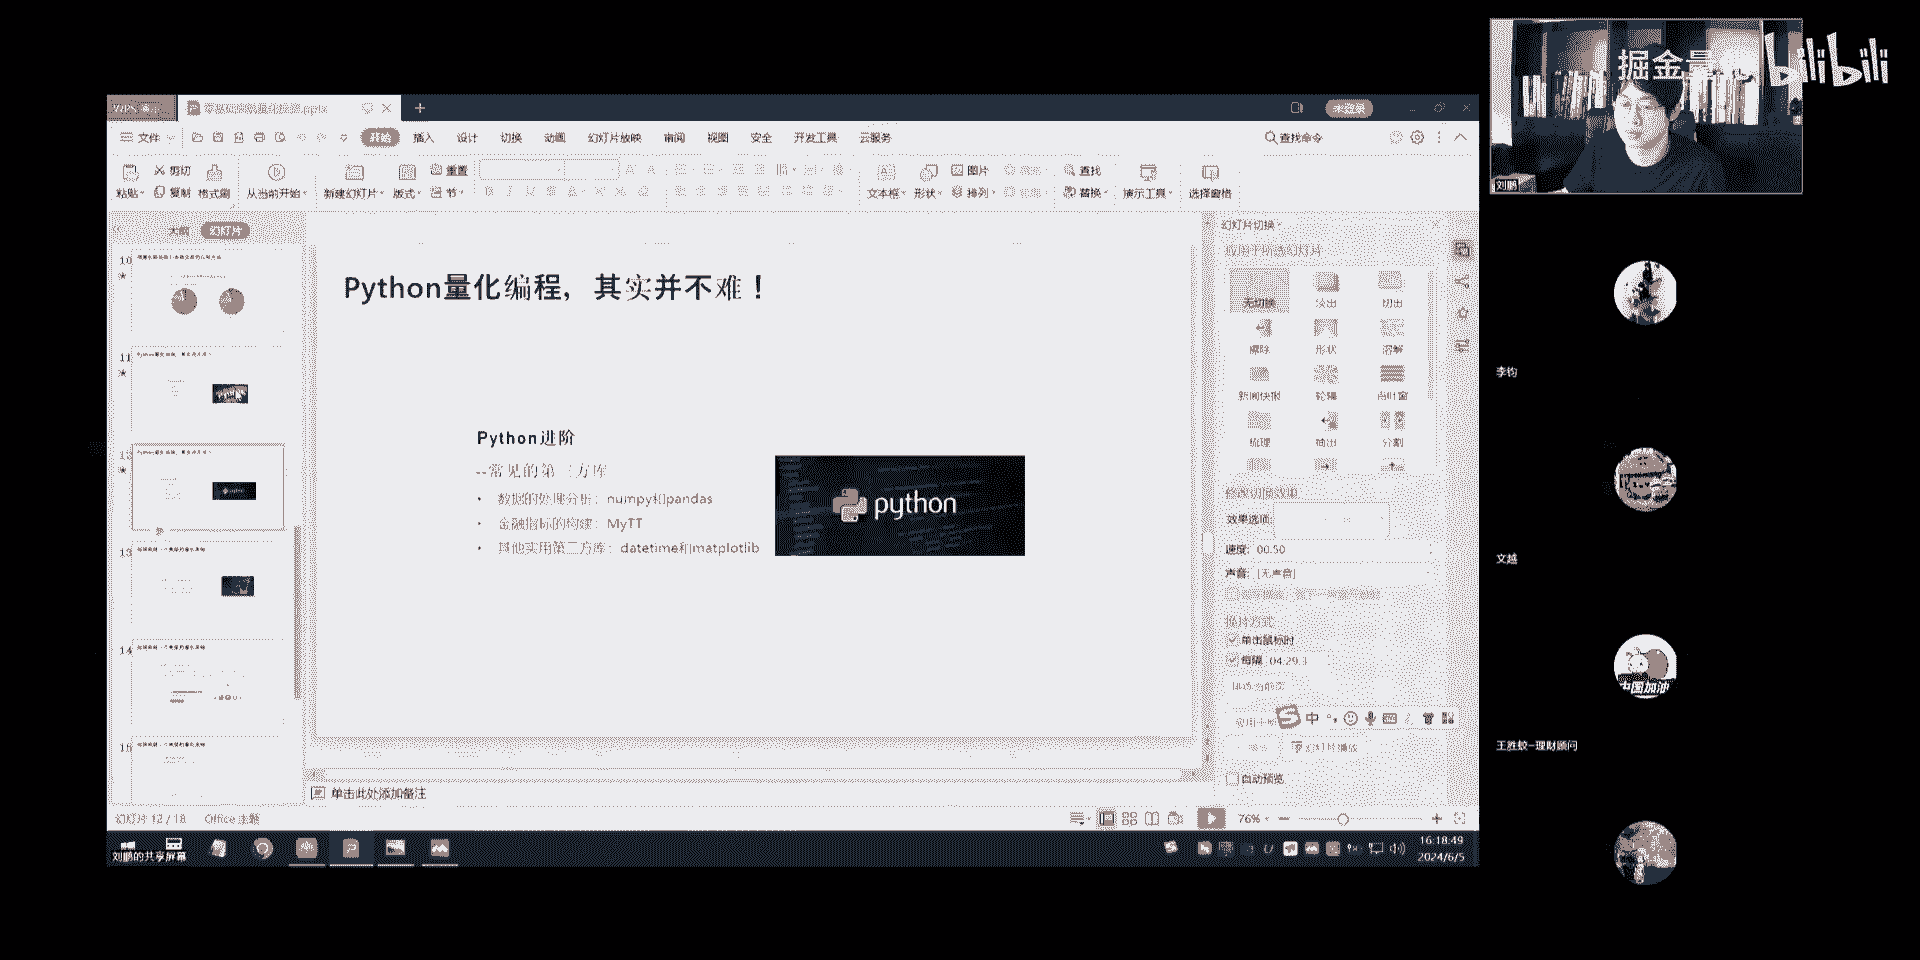 掘金量
bilibili
刘鹏
WPS
+
未登录
文件
开始
插入
设计
切换
动画
幻灯片放映
审阅
视图
安全
开发工具
云服务
查找命令
粘贴
剪切
复制
格式刷
从当前开始
新建幻灯片
版式
重置
节
文本框
形状
图片
排列
查找
替换
演示工具
选择窗格
大纲
幻灯片
10
11
12
13
14
15
Python量化编程，其实并不难！
Python进阶
--常见的第三方库
• 数据的处理分析：numpy和pandas
• 金融指标的构建：MyTT
• 其他实用第三方库：datetime和matplotlib
python
幻灯片切换
应用于所选幻灯片
无切换
淡出
切出
擦除
形状
溶解
新闻快报
轮辐
百叶窗
梳理
抽出
分割
修改切换效果
效果选项:
速度: 00.50
声音: [无声音]
换片方式
单击鼠标时
每隔: 04:29.3
中
自动预览
单击此处添加备注
幻灯片 12 / 18
Office 主题
76%
刘鹏的共享屏幕
16:18:49
2024/6/5
李钧
文越
中国加油
王胜蛟-理财顾问